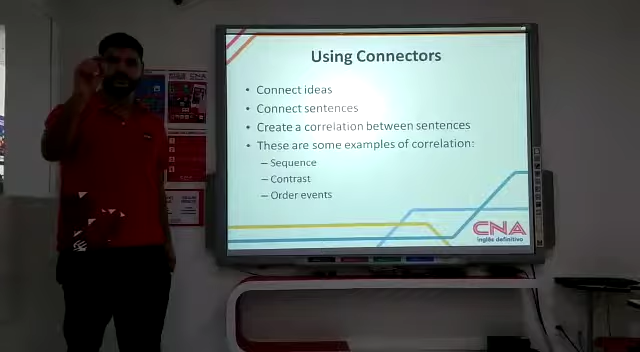 Using Connectors
• Connect ideas
• Connect sentences
• Create a correlation between sentences
• These are some examples of correlation:
– Sequence
– Contrast
– Order events
CNA
inglês definitivo
CNA